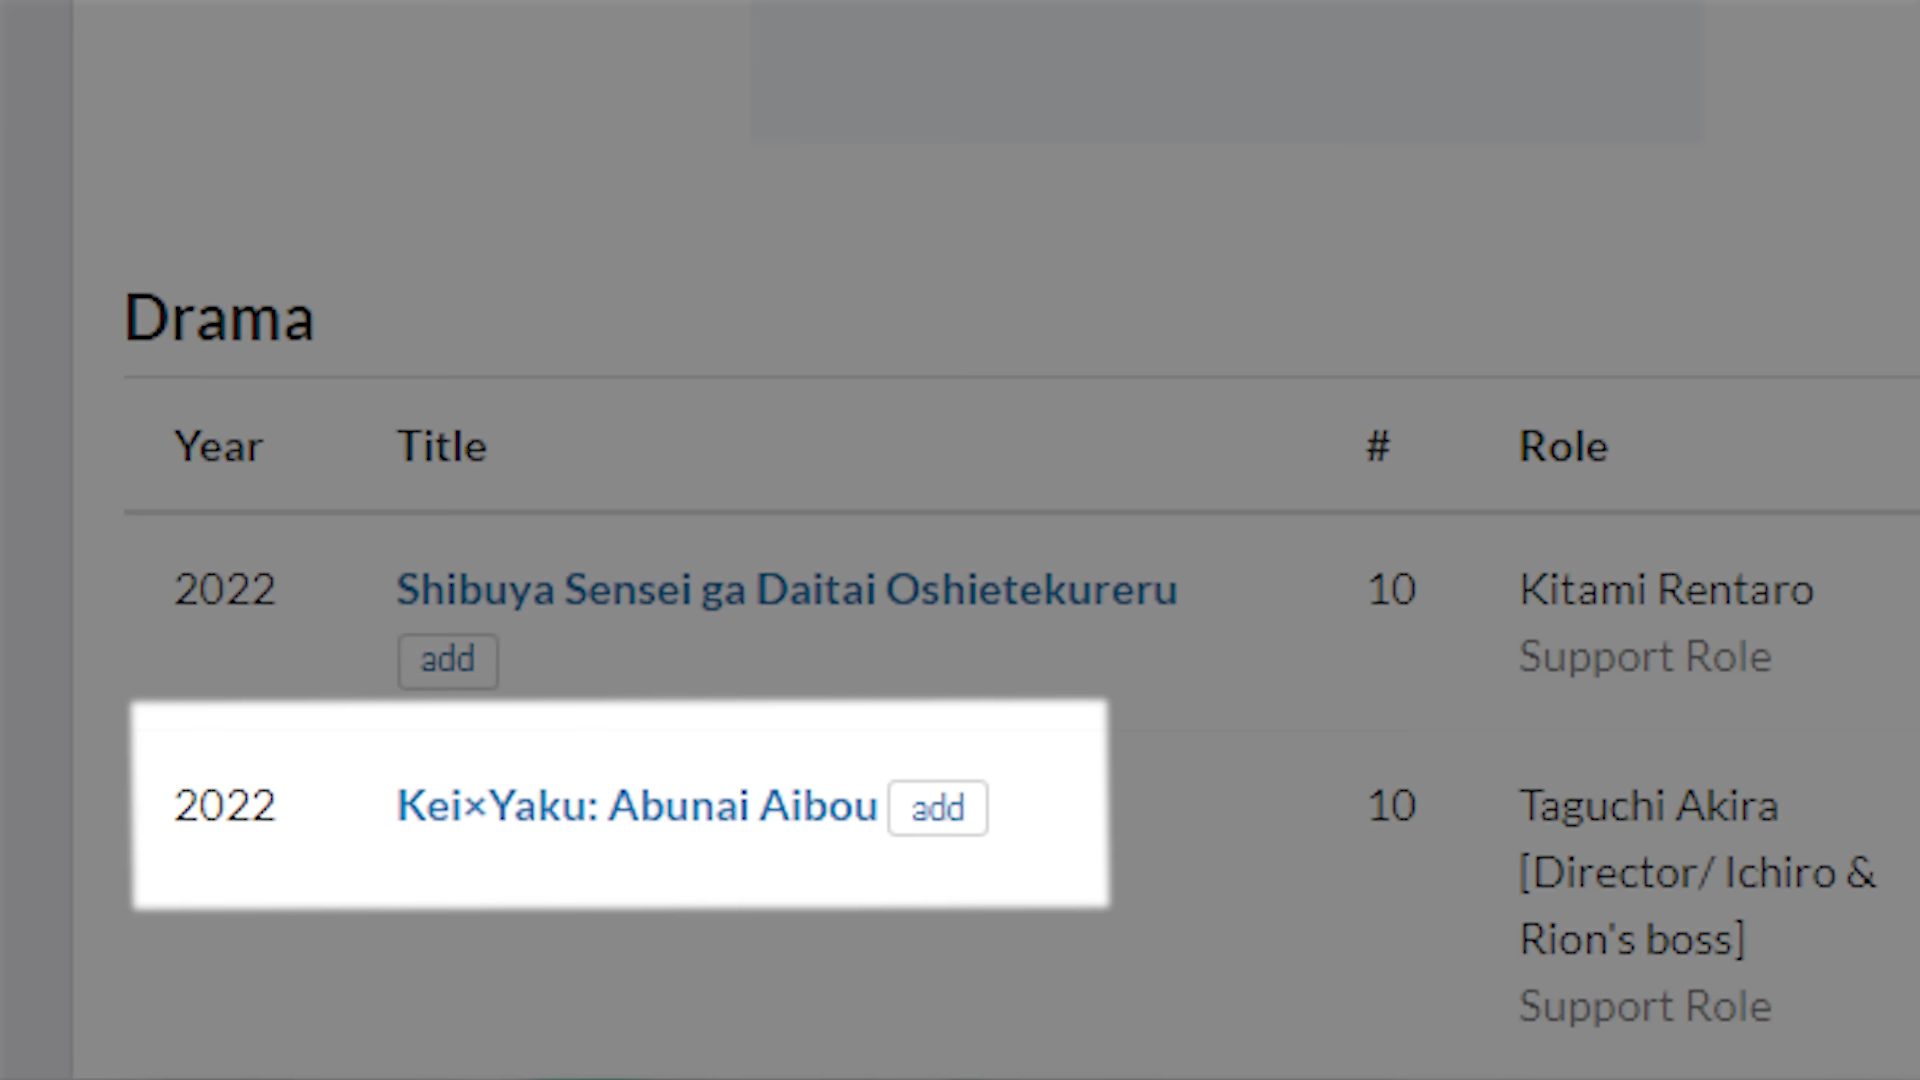 Drama
Year Title # Role
2022 Shibuya Sensei ga Daitai Oshietekureru 10 Kitami Rentaro
add Support Role
2022 Kei×Yaku: Abunai Aibou add 10 Taguchi Akira
[Director/ Ichiro &
Rion's boss]
Support Role